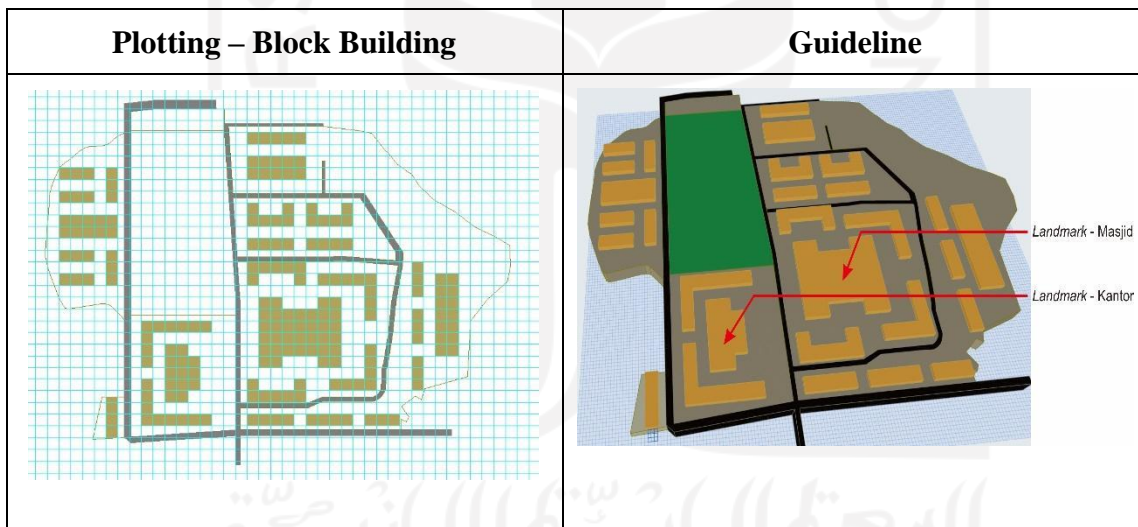 Plotting – Block Building
Guideline
Landmark - Masjid
Landmark - Kantor